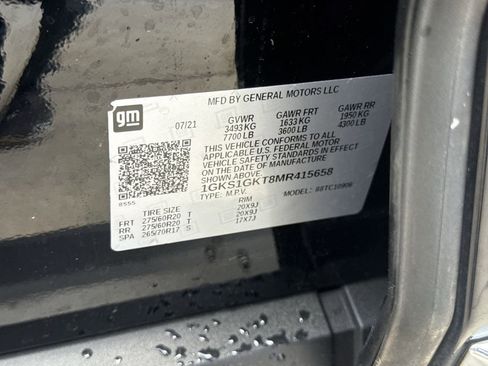 MFD BY GENERAL MOTORS LLC
gm
07/21 GVWR GAWR FRT GAWR RR
3493 KG 1633 KG 1950 KG
7700 LB 3600 LB 4300 LB
THIS VEHICLE CONFORMS TO ALL
APPLICABLE U.S. FEDERAL MOTOR
VEHICLE SAFETY STANDARDS IN EFFECT
ON THE DATE OF MANUFACTURE
SHOWN ABOVE.
1GKS1GKT8MR415658
8555 TYPE: M.P.V. MODEL:
TIRE SIZE RIM
FRT 275/60R20 T 20X9J
RR 275/60R20 T 20X9J
SPA 265/70R17 S 17X7J